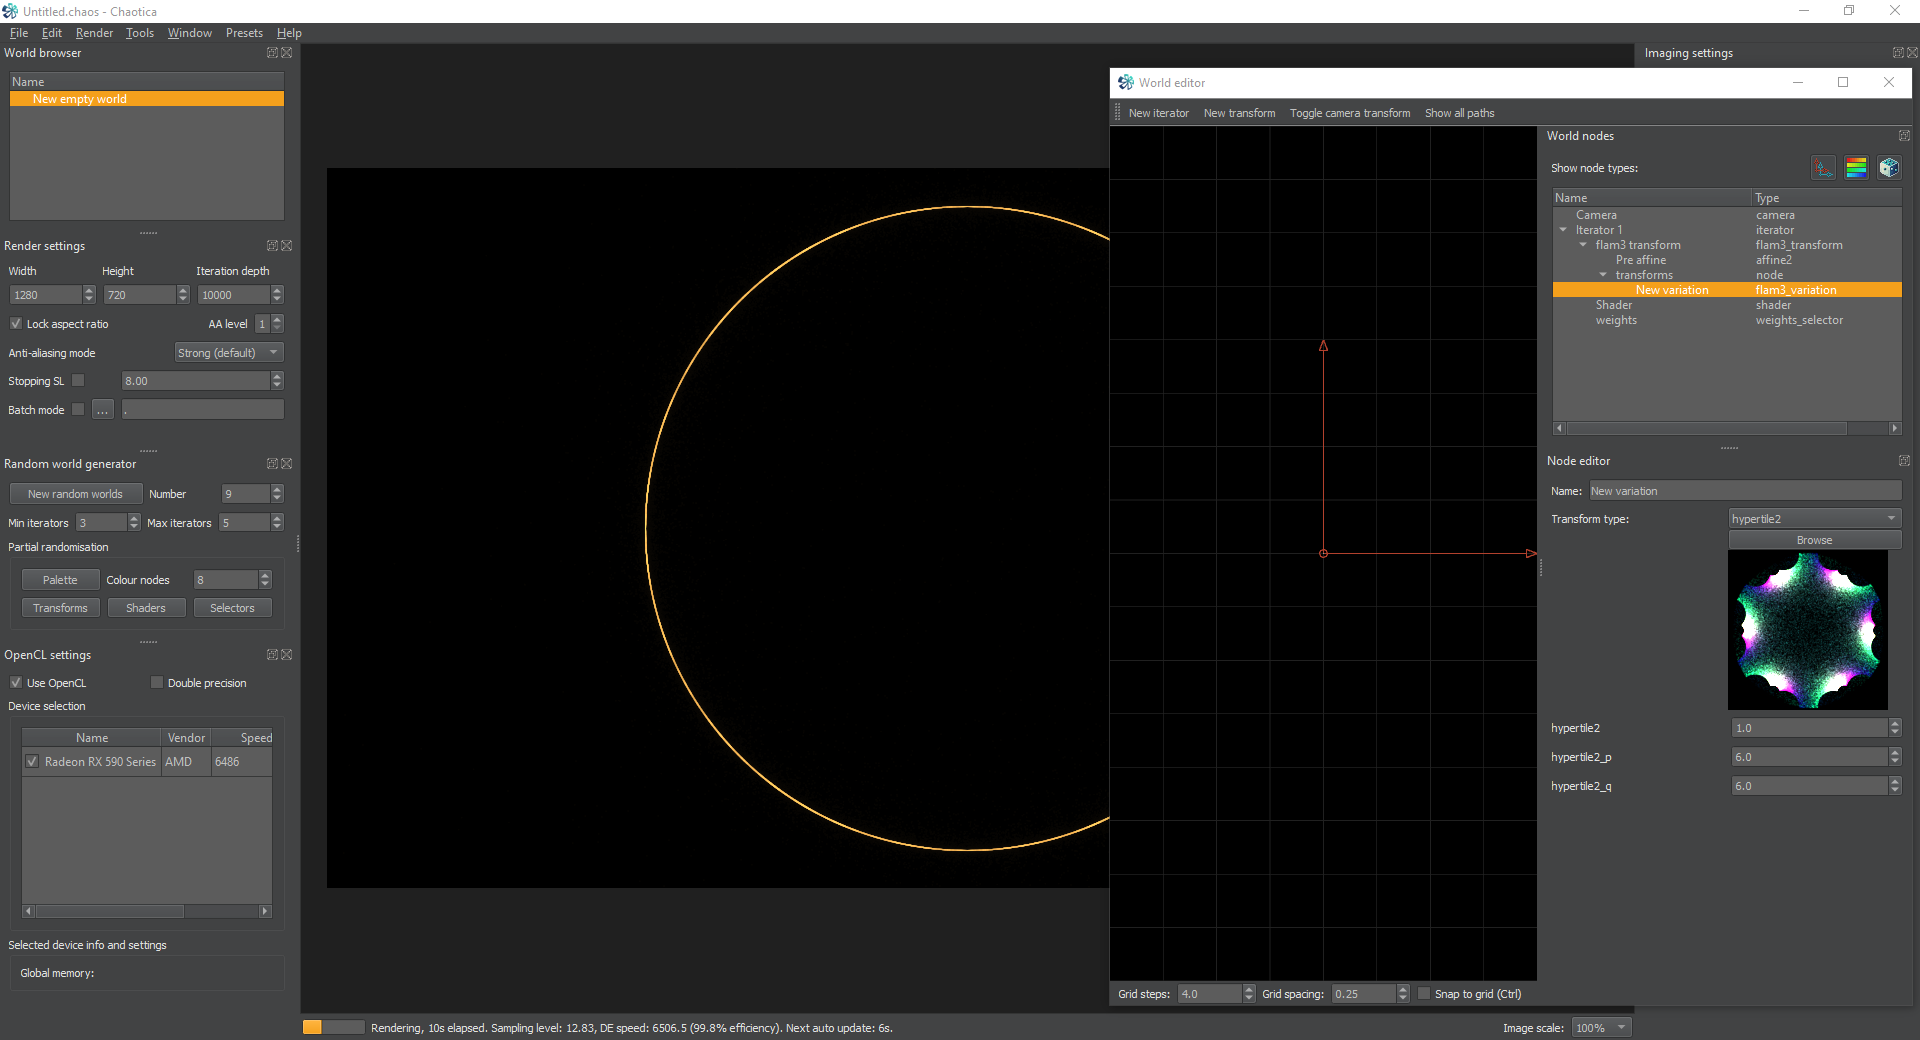 Untitled.chaos - Chaotica
File Edit Render Tools Window Presets Help
World browser
Name
New empty world
Render settings
Width Height Iteration depth
1280 720 10000
Lock aspect ratio AA level 1
Anti-aliasing mode Strong (default)
Stopping SL 8.00
Batch mode ... .
Random world generator
New random worlds Number 9
Min iterators 3 Max iterators 5
Partial randomisation
Palette Colour nodes 8
Transforms Shaders Selectors
OpenCL settings
Use OpenCL Double precision
Device selection
Name Vendor Speed
Radeon RX 590 Series AMD 6486
Selected device info and settings
Global memory:
Rendering, 10s elapsed. Sampling level: 12.83, DE speed: 6506.5 (99.8% efficiency). Next auto update: 6s.
Image scale: 100%
Imaging settings
World editor
New iterator New transform Toggle camera transform Show all paths
Grid steps: 4.0 Grid spacing: 0.25 Snap to grid (Ctrl)
World nodes
Show node types:
Name Type
Camera camera
Iterator 1 iterator
flam3 transform flam3_transform
Pre affine affine2
transforms node
New variation flam3_variation
Shader shader
weights weights_selector
Node editor
Name: New variation
Transform type: hypertile2
Browse
hypertile2 1.0
hypertile2_p 6.0
hypertile2_q 6.0